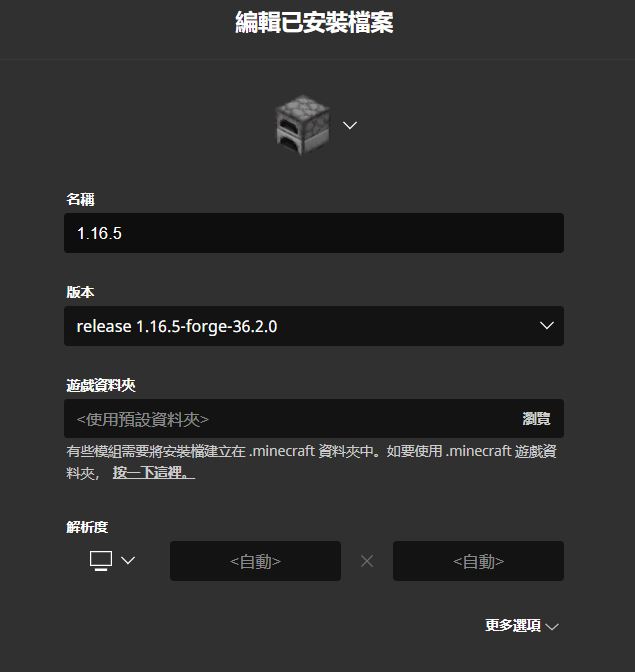 編輯已安裝檔案
名稱
1.16.5
版本
release 1.16.5-forge-36.2.0
遊戲資料夾
<使用預設資料夾> 瀏覽
有些模組需要將安裝檔建立在 .minecraft 資料夾中。如要使用 .minecraft 遊戲資
料夾， 按一下這裡。
解析度
<自動> × <自動>
更多選項